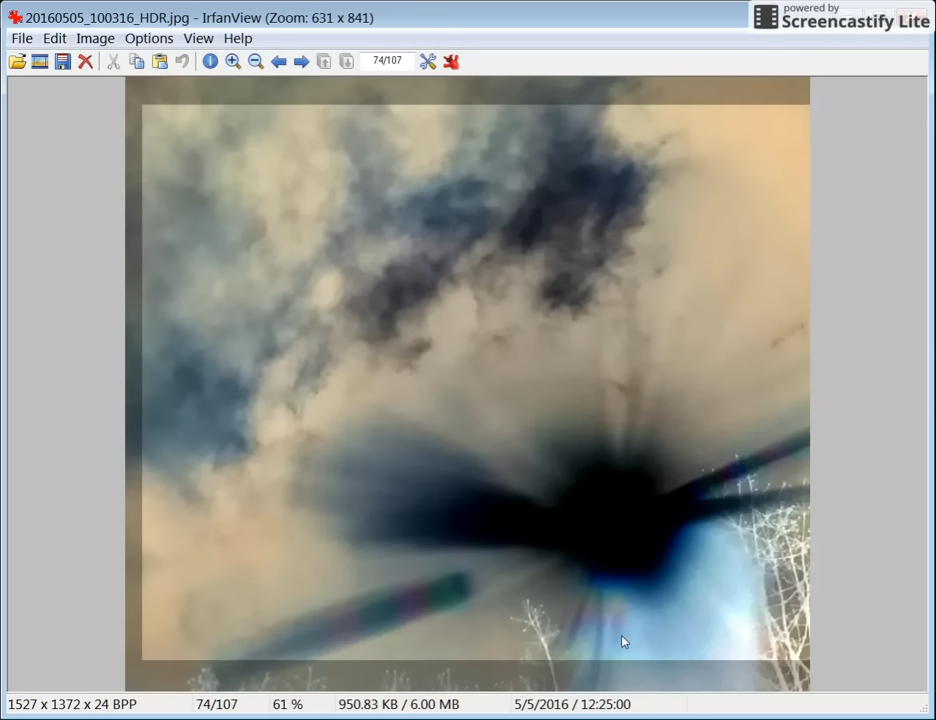 20160505_100316_HDR.jpg - IrfanView (Zoom: 631 x 841)
powered by
Screencastify Lite
File Edit Image Options View Help
74/107
1527 x 1372 x 24 BPP 74/107 61 % 950.83 KB / 6.00 MB 5/5/2016 / 12:25:00